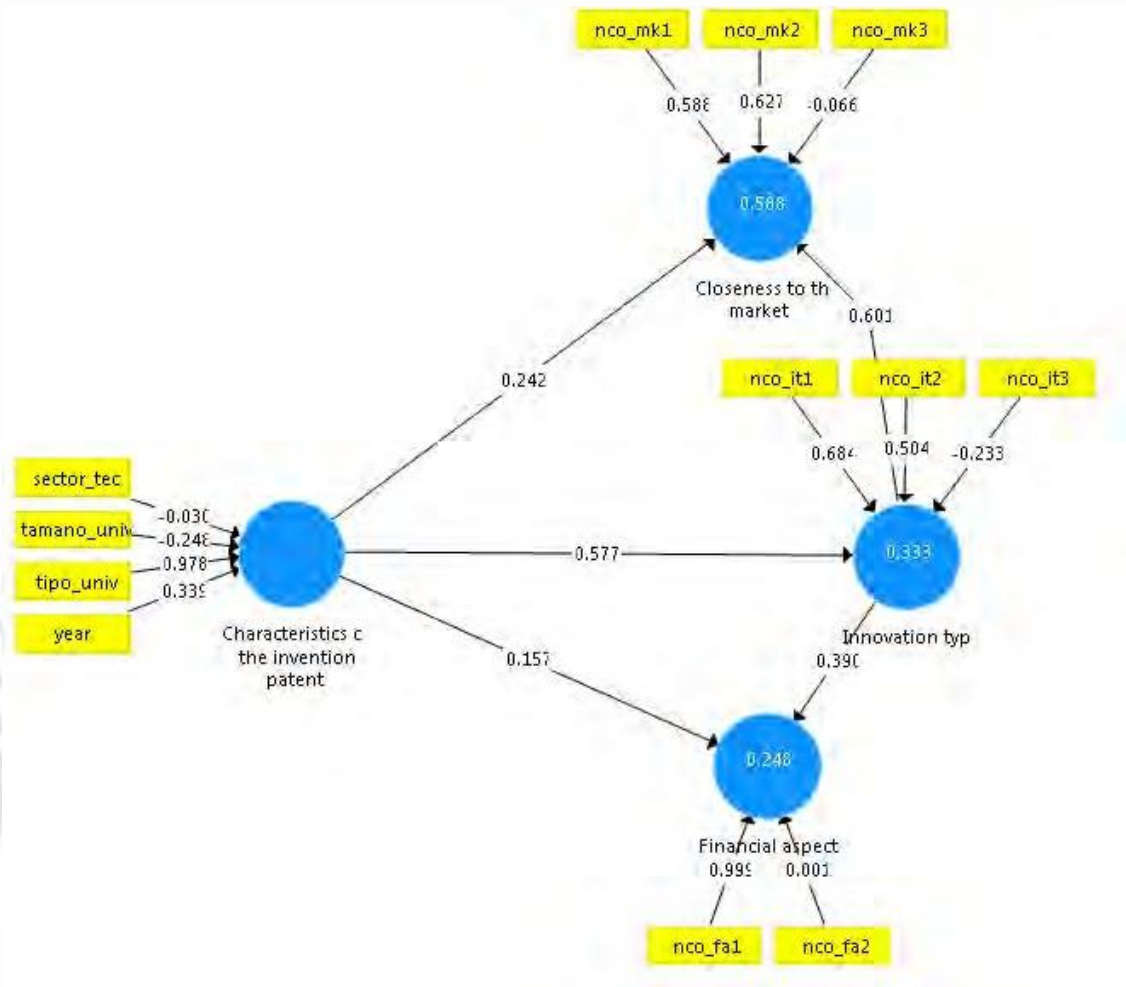 nco_mk1 nco_mk2 nco_mk3
0.588 0.627 -0.066
0.588
Closeness to th
market
0.601
nco_it1 nco_it2 nco_it3
0.242
0.684 0.504 -0.233
sector_tec
tamano_univ
tipo_univ
year
-0.030
-0.248
0.978
0.339
0.577
0.333
Characteristics c
the invention
patent
Innovation typ
0.157
0.390
0.248
Financial aspect
0.999 0.001
nco_fa1 nco_fa2